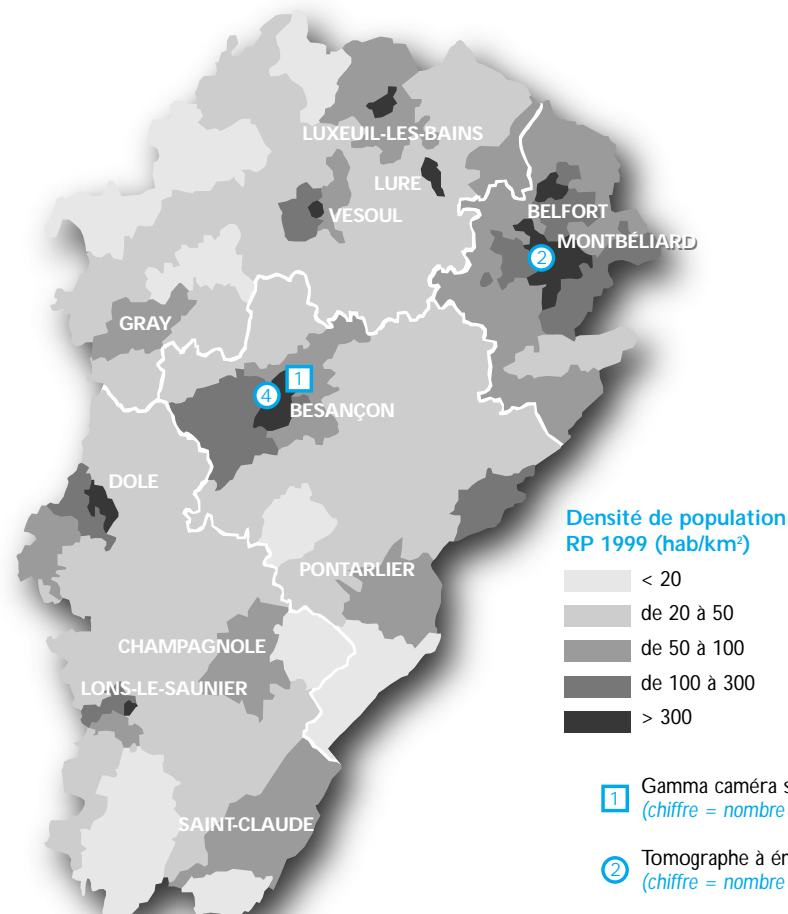 LUXEUIL-LES-BAINS
LURE
VESOUL
BELFORT
MONTBÉLIARD
2
GRAY
1
4
BESANÇON
DOLE
Densité de population
RP 1999 (hab/km²)
< 20
de 20 à 50
de 50 à 100
de 100 à 300
> 300
PONTARLIER
CHAMPAGNOLE
LONS-LE-SAUNIER
SAINT-CLAUDE
1 Gamma caméra s
(chiffre = nombre
2 Tomographe à ém
(chiffre = nombre